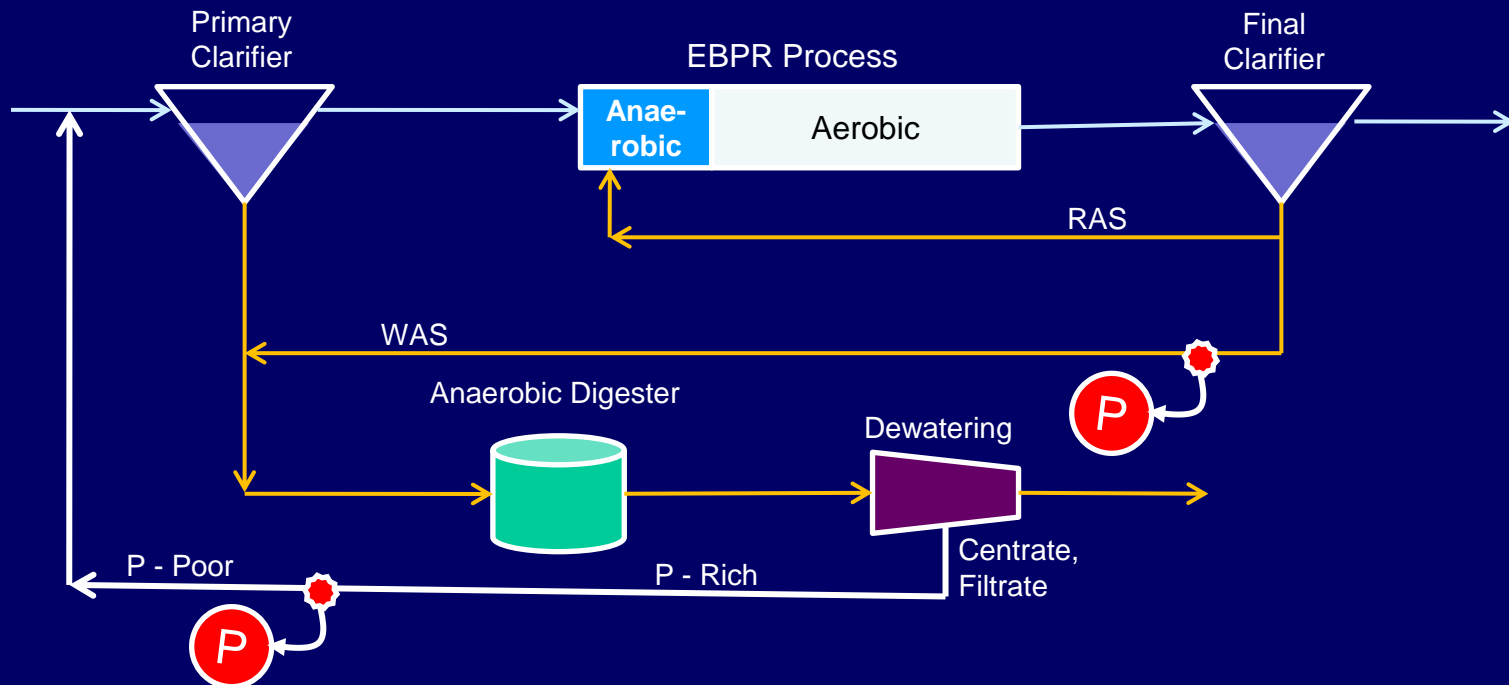 Primary
Clarifier
EBPR Process
Final
Clarifier
Anae-
robic
Aerobic
RAS
WAS
Anaerobic Digester
P
Dewatering
Centrate,
Filtrate
P - Poor
P - Rich
P